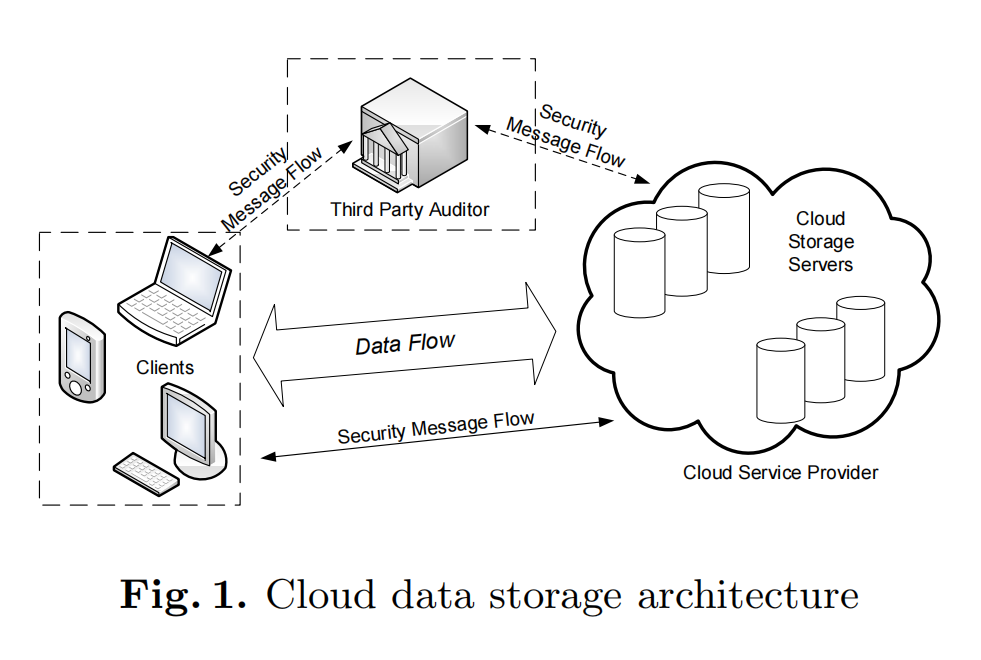 Security
Message Flow
Third Party Auditor
Security
Message Flow
Cloud
Storage
Servers
Clients
Data Flow
Security Message Flow
Cloud Service Provider
Fig. 1. Cloud data storage architecture